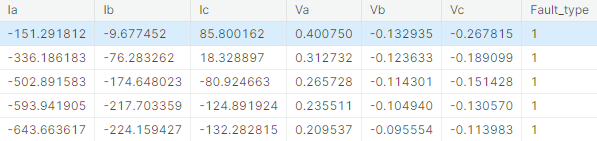 Ia Ib Ic Va Vb Vc Fault_type
-151.291812 -9.677452 85.800162 0.400750 -0.132935 -0.267815 1
-336.186183 -76.283262 18.328897 0.312732 -0.123633 -0.189099 1
-502.891583 -174.648023 -80.924663 0.265728 -0.114301 -0.151428 1
-593.941905 -217.703359 -124.891924 0.235511 -0.104940 -0.130570 1
-643.663617 -224.159427 -132.282815 0.209537 -0.095554 -0.113983 1